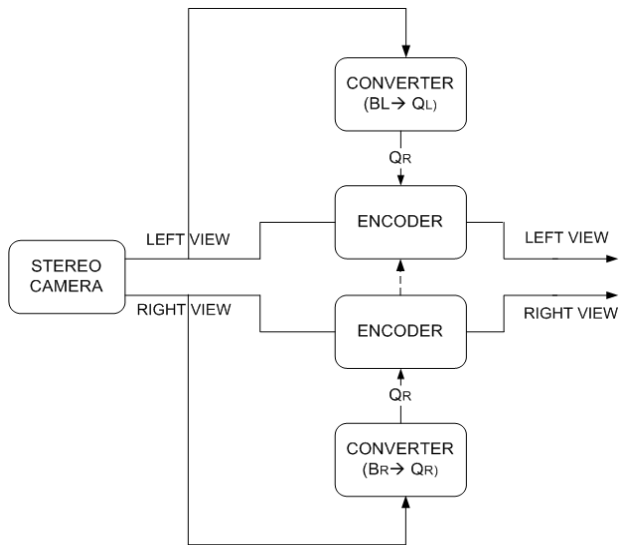 CONVERTER
(BL→ QL)
QR
ENCODER
LEFT VIEW
LEFT VIEW
STEREO
CAMERA
RIGHT VIEW
RIGHT VIEW
ENCODER
QR
CONVERTER
(BR→ QR)